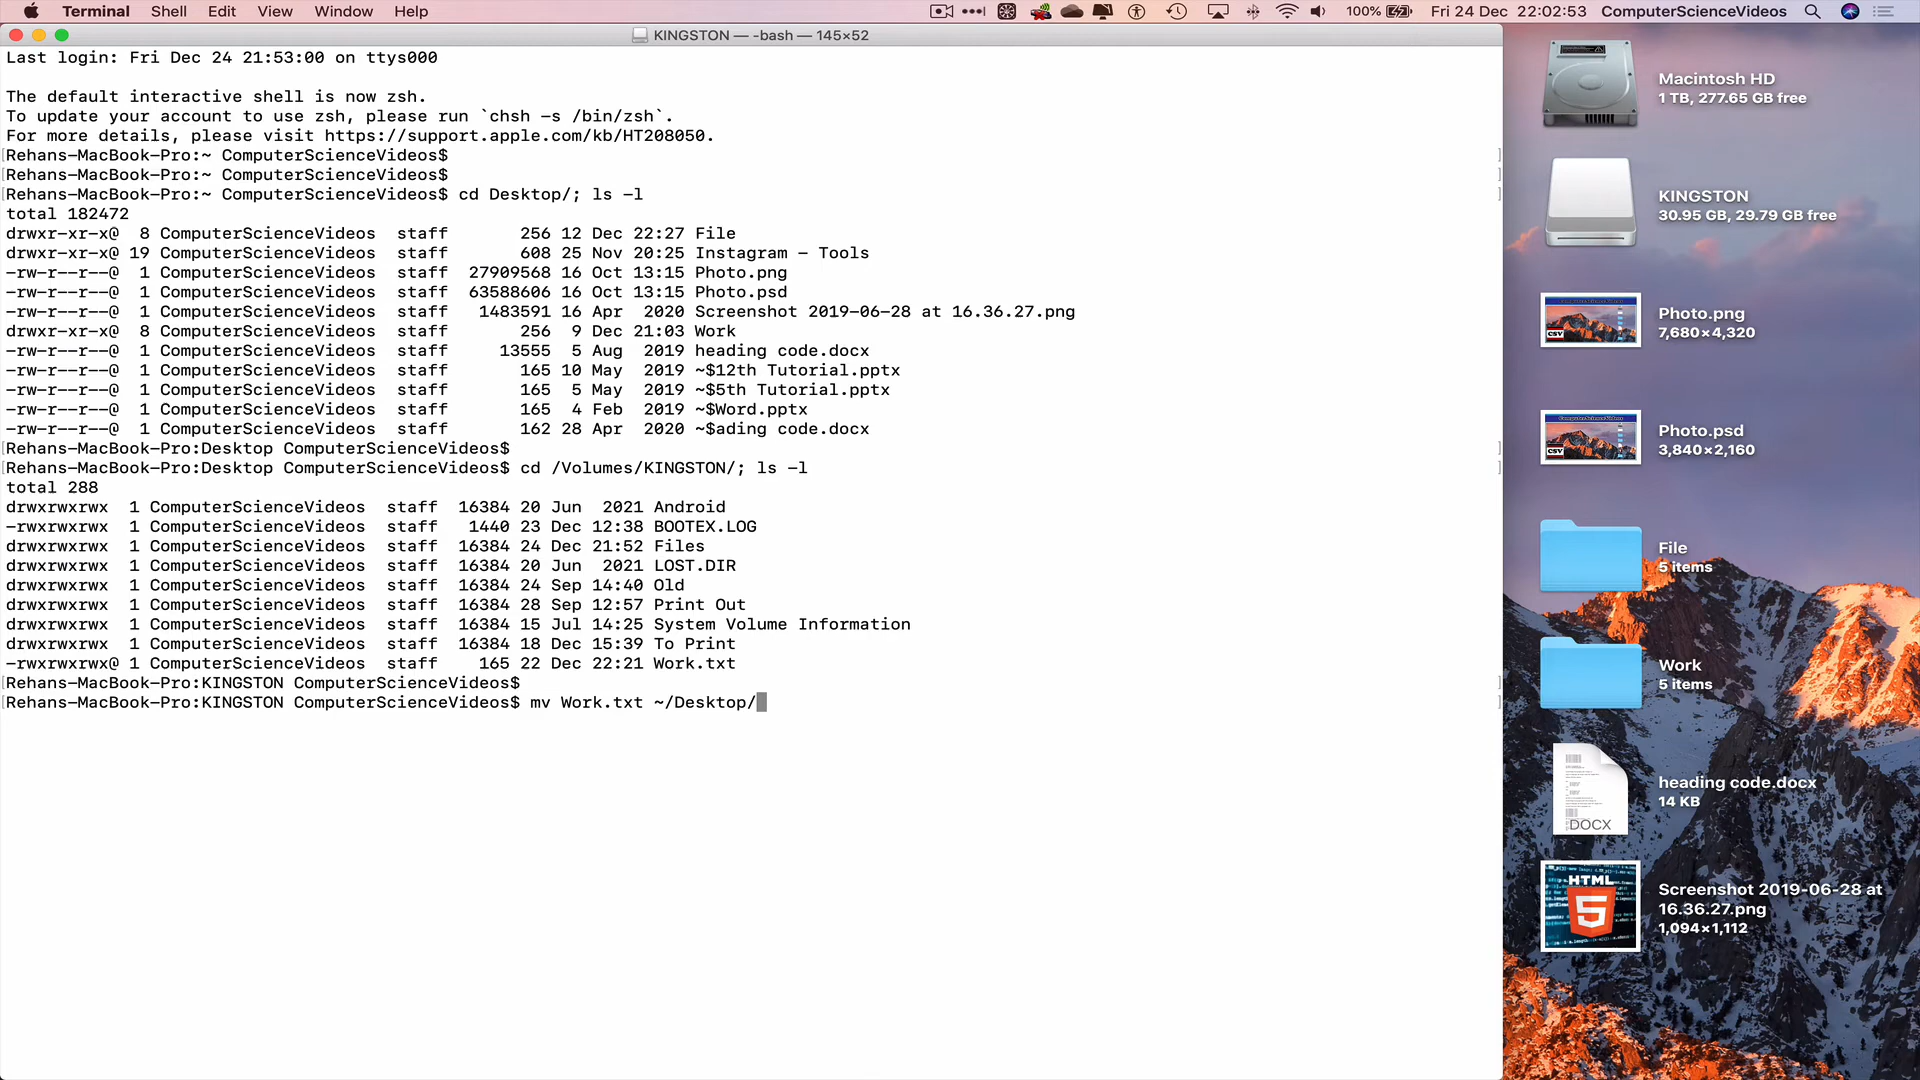 Terminal Shell Edit View Window Help 100% Fri 24 Dec 22:02:53 ComputerScienceVideos
KINGSTON — -bash — 145×52
Last login: Fri Dec 24 21:53:00 on ttys000
The default interactive shell is now zsh.
To update your account to use zsh, please run `chsh -s /bin/zsh`.
For more details, please visit https://support.apple.com/kb/HT208050.
[Rehans-MacBook-Pro:~ ComputerScienceVideos$ ]
[Rehans-MacBook-Pro:~ ComputerScienceVideos$ ]
[Rehans-MacBook-Pro:~ ComputerScienceVideos$ cd Desktop/; ls -l ]
total 182472
drwxr-xr-x@  8 ComputerScienceVideos  staff       256 12 Dec 22:27 File
drwxr-xr-x@ 19 ComputerScienceVideos  staff       608 25 Nov 20:25 Instagram - Tools
-rw-r--r--@  1 ComputerScienceVideos  staff  27909568 16 Oct 13:15 Photo.png
-rw-r--r--@  1 ComputerScienceVideos  staff  63588606 16 Oct 13:15 Photo.psd
-rw-r--r--@  1 ComputerScienceVideos  staff   1483591 16 Apr  2020 Screenshot 2019-06-28 at 16.36.27.png
drwxr-xr-x@  8 ComputerScienceVideos  staff       256  9 Dec 21:03 Work
-rw-r--r--@  1 ComputerScienceVideos  staff     13555  5 Aug  2019 heading code.docx
-rw-r--r--@  1 ComputerScienceVideos  staff       165 10 May  2019 ~$12th Tutorial.pptx
-rw-r--r--@  1 ComputerScienceVideos  staff       165  5 May  2019 ~$5th Tutorial.pptx
-rw-r--r--@  1 ComputerScienceVideos  staff       165  4 Feb  2019 ~$Word.pptx
-rw-r--r--@  1 ComputerScienceVideos  staff       162 28 Apr  2020 ~$ading code.docx
[Rehans-MacBook-Pro:Desktop ComputerScienceVideos$ ]
[Rehans-MacBook-Pro:Desktop ComputerScienceVideos$ cd /Volumes/KINGSTON/; ls -l ]
total 288
drwxrwxrwx  1 ComputerScienceVideos  staff  16384 20 Jun  2021 Android
-rwxrwxrwx  1 ComputerScienceVideos  staff   1440 23 Dec 12:38 BOOTEX.LOG
drwxrwxrwx  1 ComputerScienceVideos  staff  16384 24 Dec 21:52 Files
drwxrwxrwx  1 ComputerScienceVideos  staff  16384 20 Jun  2021 LOST.DIR
drwxrwxrwx  1 ComputerScienceVideos  staff  16384 24 Sep 14:40 Old
drwxrwxrwx  1 ComputerScienceVideos  staff  16384 28 Sep 12:57 Print Out
drwxrwxrwx  1 ComputerScienceVideos  staff  16384 15 Jul 14:25 System Volume Information
drwxrwxrwx  1 ComputerScienceVideos  staff  16384 18 Dec 15:39 To Print
-rwxrwxrwx@ 1 ComputerScienceVideos  staff    165 22 Dec 22:21 Work.txt
[Rehans-MacBook-Pro:KINGSTON ComputerScienceVideos$ ]
[Rehans-MacBook-Pro:KINGSTON ComputerScienceVideos$ mv Work.txt ~/Desktop/ ]
Macintosh HD
1 TB, 277.65 GB free
KINGSTON
30.95 GB, 29.79 GB free
CSV
Photo.png
7,680×4,320
CSV
Photo.psd
3,840×2,160
File
5 items
Work
5 items
DOCX
heading code.docx
14 KB
HTML
5
Screenshot 2019-06-28 at
16.36.27.png
1,094×1,112